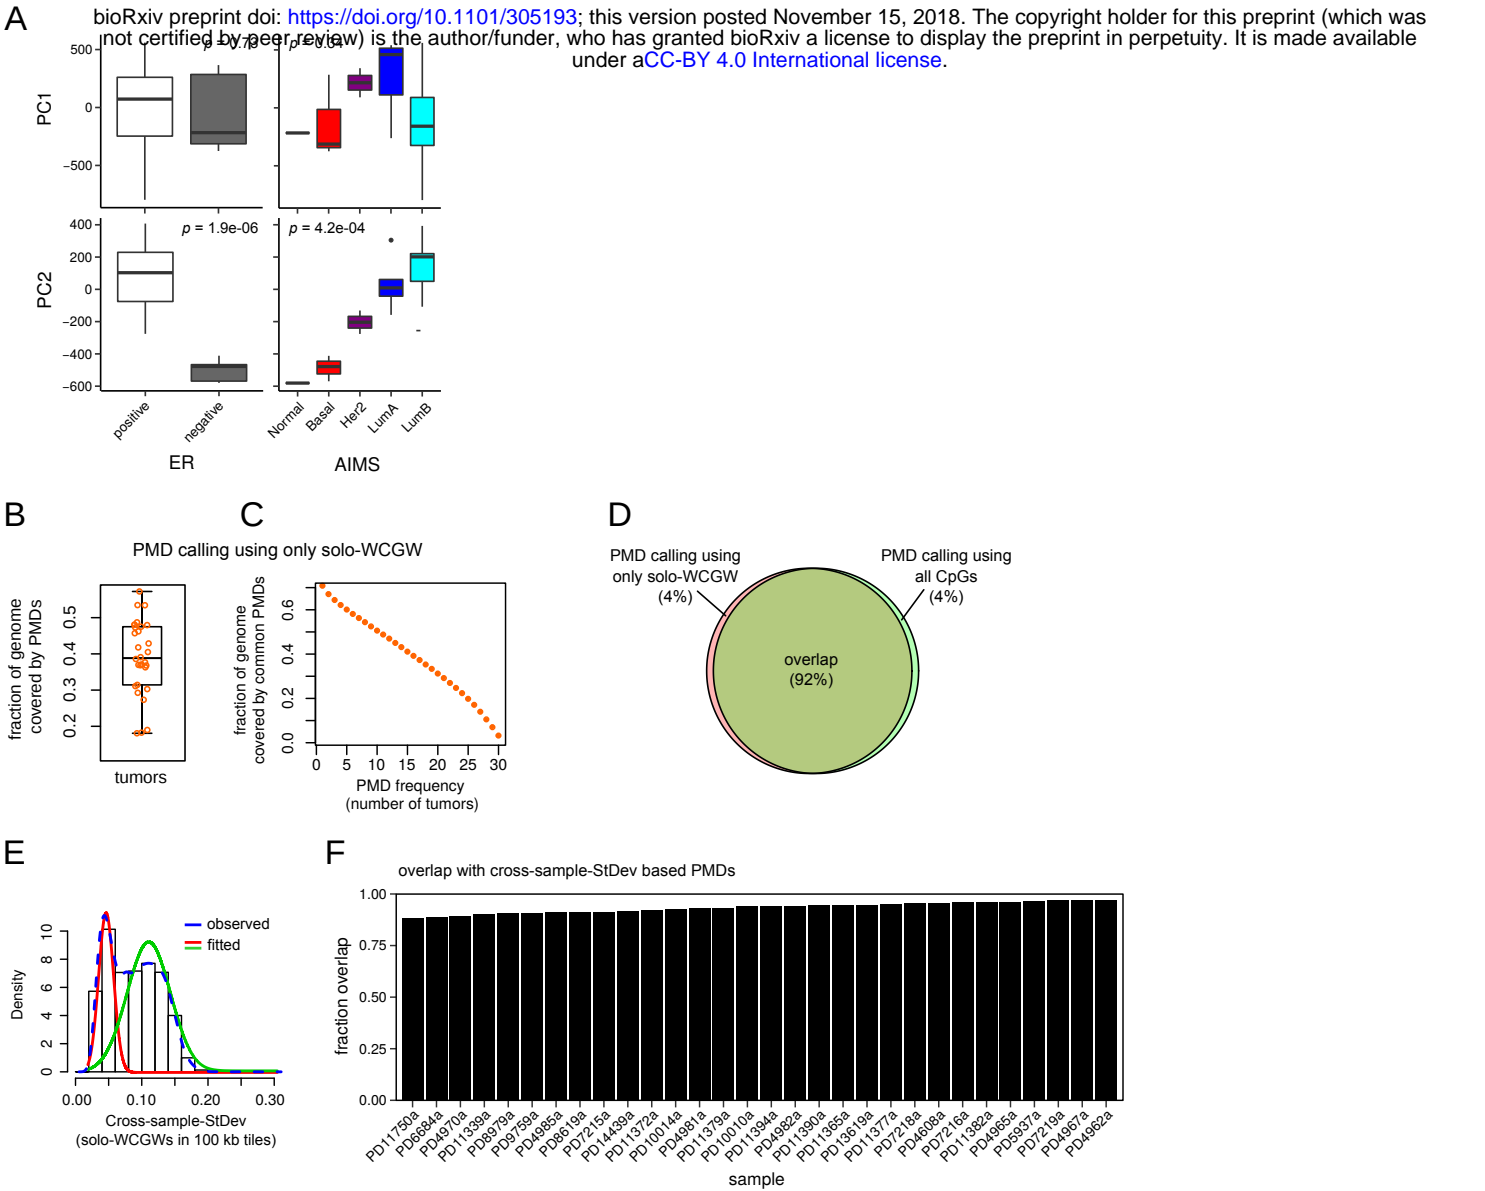 A
bioRxiv preprint doi: https://doi.org/10.1101/305193; this version posted November 15, 2018. The copyright holder for this preprint (which was
not certified by peer review) is the author/funder, who has granted bioRxiv a license to display the preprint in perpetuity. It is made available
under aCC-BY 4.0 International license.
p = 0.73
p = 0.34
500
0
−500
PC1
400
200
0
−200
−400
−600
PC2
p = 1.9e-06
p = 4.2e-04
positive
negative
Normal
Basal
Her2
LumA
LumB
ER
AIMS
B
C
D
PMD calling using only solo-WCGW
fraction of genome
covered by PMDs
0.5
0.4
0.3
0.2
tumors
fraction of genome
covered by common PMDs
0.6
0.4
0.2
0.0
0 5 10 15 20 25 30
PMD frequency
(number of tumors)
PMD calling using
only solo-WCGW
(4%)
PMD calling using
all CpGs
(4%)
overlap
(92%)
E
observed
fitted
Density
10
8
6
4
2
0
0.00 0.10 0.20 0.30
Cross-sample-StDev
(solo-WCGWs in 100 kb tiles)
F
overlap with cross-sample-StDev based PMDs
fraction overlap
1.00
0.75
0.50
0.25
0.00
PD11750a
PD6684a
PD4970a
PD11339a
PD8979a
PD9759a
PD4985a
PD8619a
PD7215a
PD14439a
PD11372a
PD10014a
PD4981a
PD11379a
PD10010a
PD11394a
PD4982a
PD11390a
PD11365a
PD13619a
PD11377a
PD7218a
PD4608a
PD7216a
PD11382a
PD4965a
PD5937a
PD7219a
PD4967a
PD4962a
sample